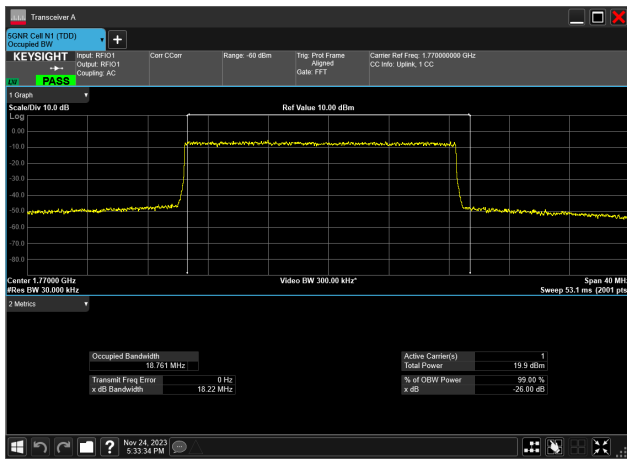 Transceiver A
5GNR Cell N1 (TDD)
Occupied BW
KEYSIGHT
Input: RFIO1
Output: RFIO1
Coupling: AC
Corr CCorr
Range: -60 dBm
Trig: Prot Frame
Aligned
Gate: FFT
Carrier Ref Freq: 1.770000000 GHz
CC Info: Uplink, 1 CC
PASS
1 Graph
Scale/Div 10.0 dB
Ref Value 10.00 dBm
Log
0.00
-10.0
-20.0
-30.0
-40.0
-50.0
-60.0
-70.0
-80.0
Center 1.77000 GHz
Video BW 300.00 kHz*
Span 40 MHz
#Res BW 30.000 kHz
Sweep 53.1 ms (2001 pts
2 Metrics
Occupied Bandwidth
18.761 MHz
Transmit Freq Error 0 Hz
x dB Bandwidth 18.22 MHz
Active Carrier(s) 1
Total Power 19.9 dBm
% of OBW Power 99.00 %
x dB -26.00 dB
Nov 24, 2023
5:33:34 PM